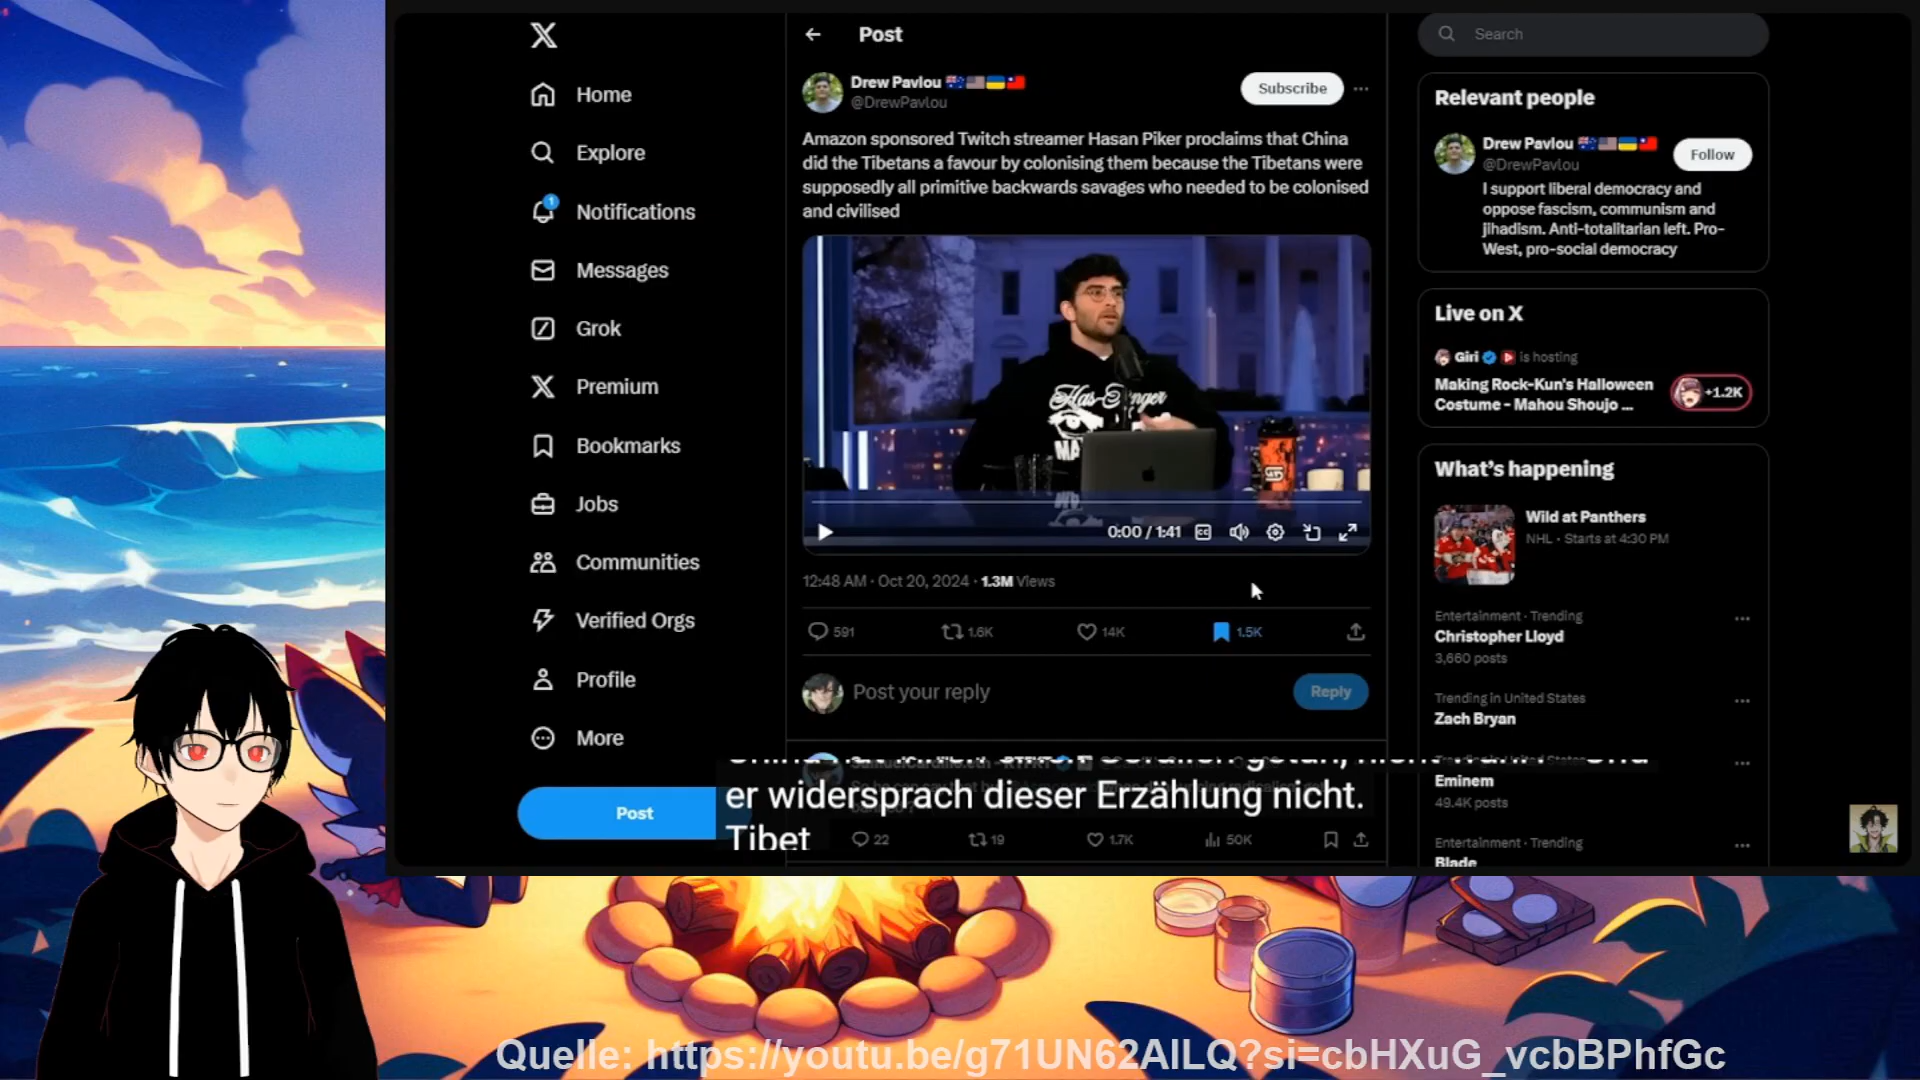 Home
Explore
1
Notifications
Messages
Grok
Premium
Bookmarks
Jobs
Communities
Verified Orgs
Profile
More
Post
Post
Drew Pavlou
@DrewPavlou
Subscribe
Amazon sponsored Twitch streamer Hasan Piker proclaims that China
did the Tibetans a favour by colonising them because the Tibetans were
supposedly all primitive backwards savages who needed to be colonised
and civilised
0:00 / 1:41
12:48 AM · Oct 20, 2024 · 1.3M Views
591
1.6K
14K
1.5K
Post your reply
Reply
er widersprach dieser Erzählung nicht.
Tibet
22
19
1.7K
50K
Search
Relevant people
Drew Pavlou
@DrewPavlou
Follow
I support liberal democracy and
oppose fascism, communism and
jihadism. Anti-totalitarian left. Pro-
West, pro-social democracy
Live on X
Giri is hosting
Making Rock-Kun's Halloween
Costume - Mahou Shoujo ...
+1.2K
What's happening
Wild at Panthers
NHL · Starts at 4:30 PM
Entertainment · Trending
Christopher Lloyd
3,660 posts
Trending in United States
Zach Bryan
Eminem
49.4K posts
Entertainment · Trending
Blade
Quelle: https://youtu.be/g71UN62AILQ?si=cbHXuG_vcbBPhfGc